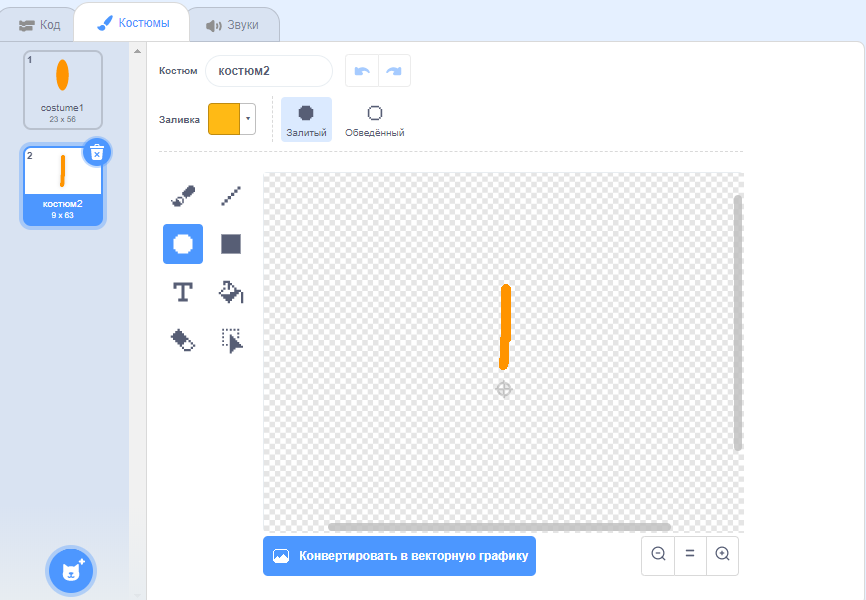 Код
Костюмы
Звуки
1
costume1
23 x 56
2
костюм2
9 x 63
Костюм
костюм2
Заливка
Залитый
Обведённый
T
Конвертировать в векторную графику